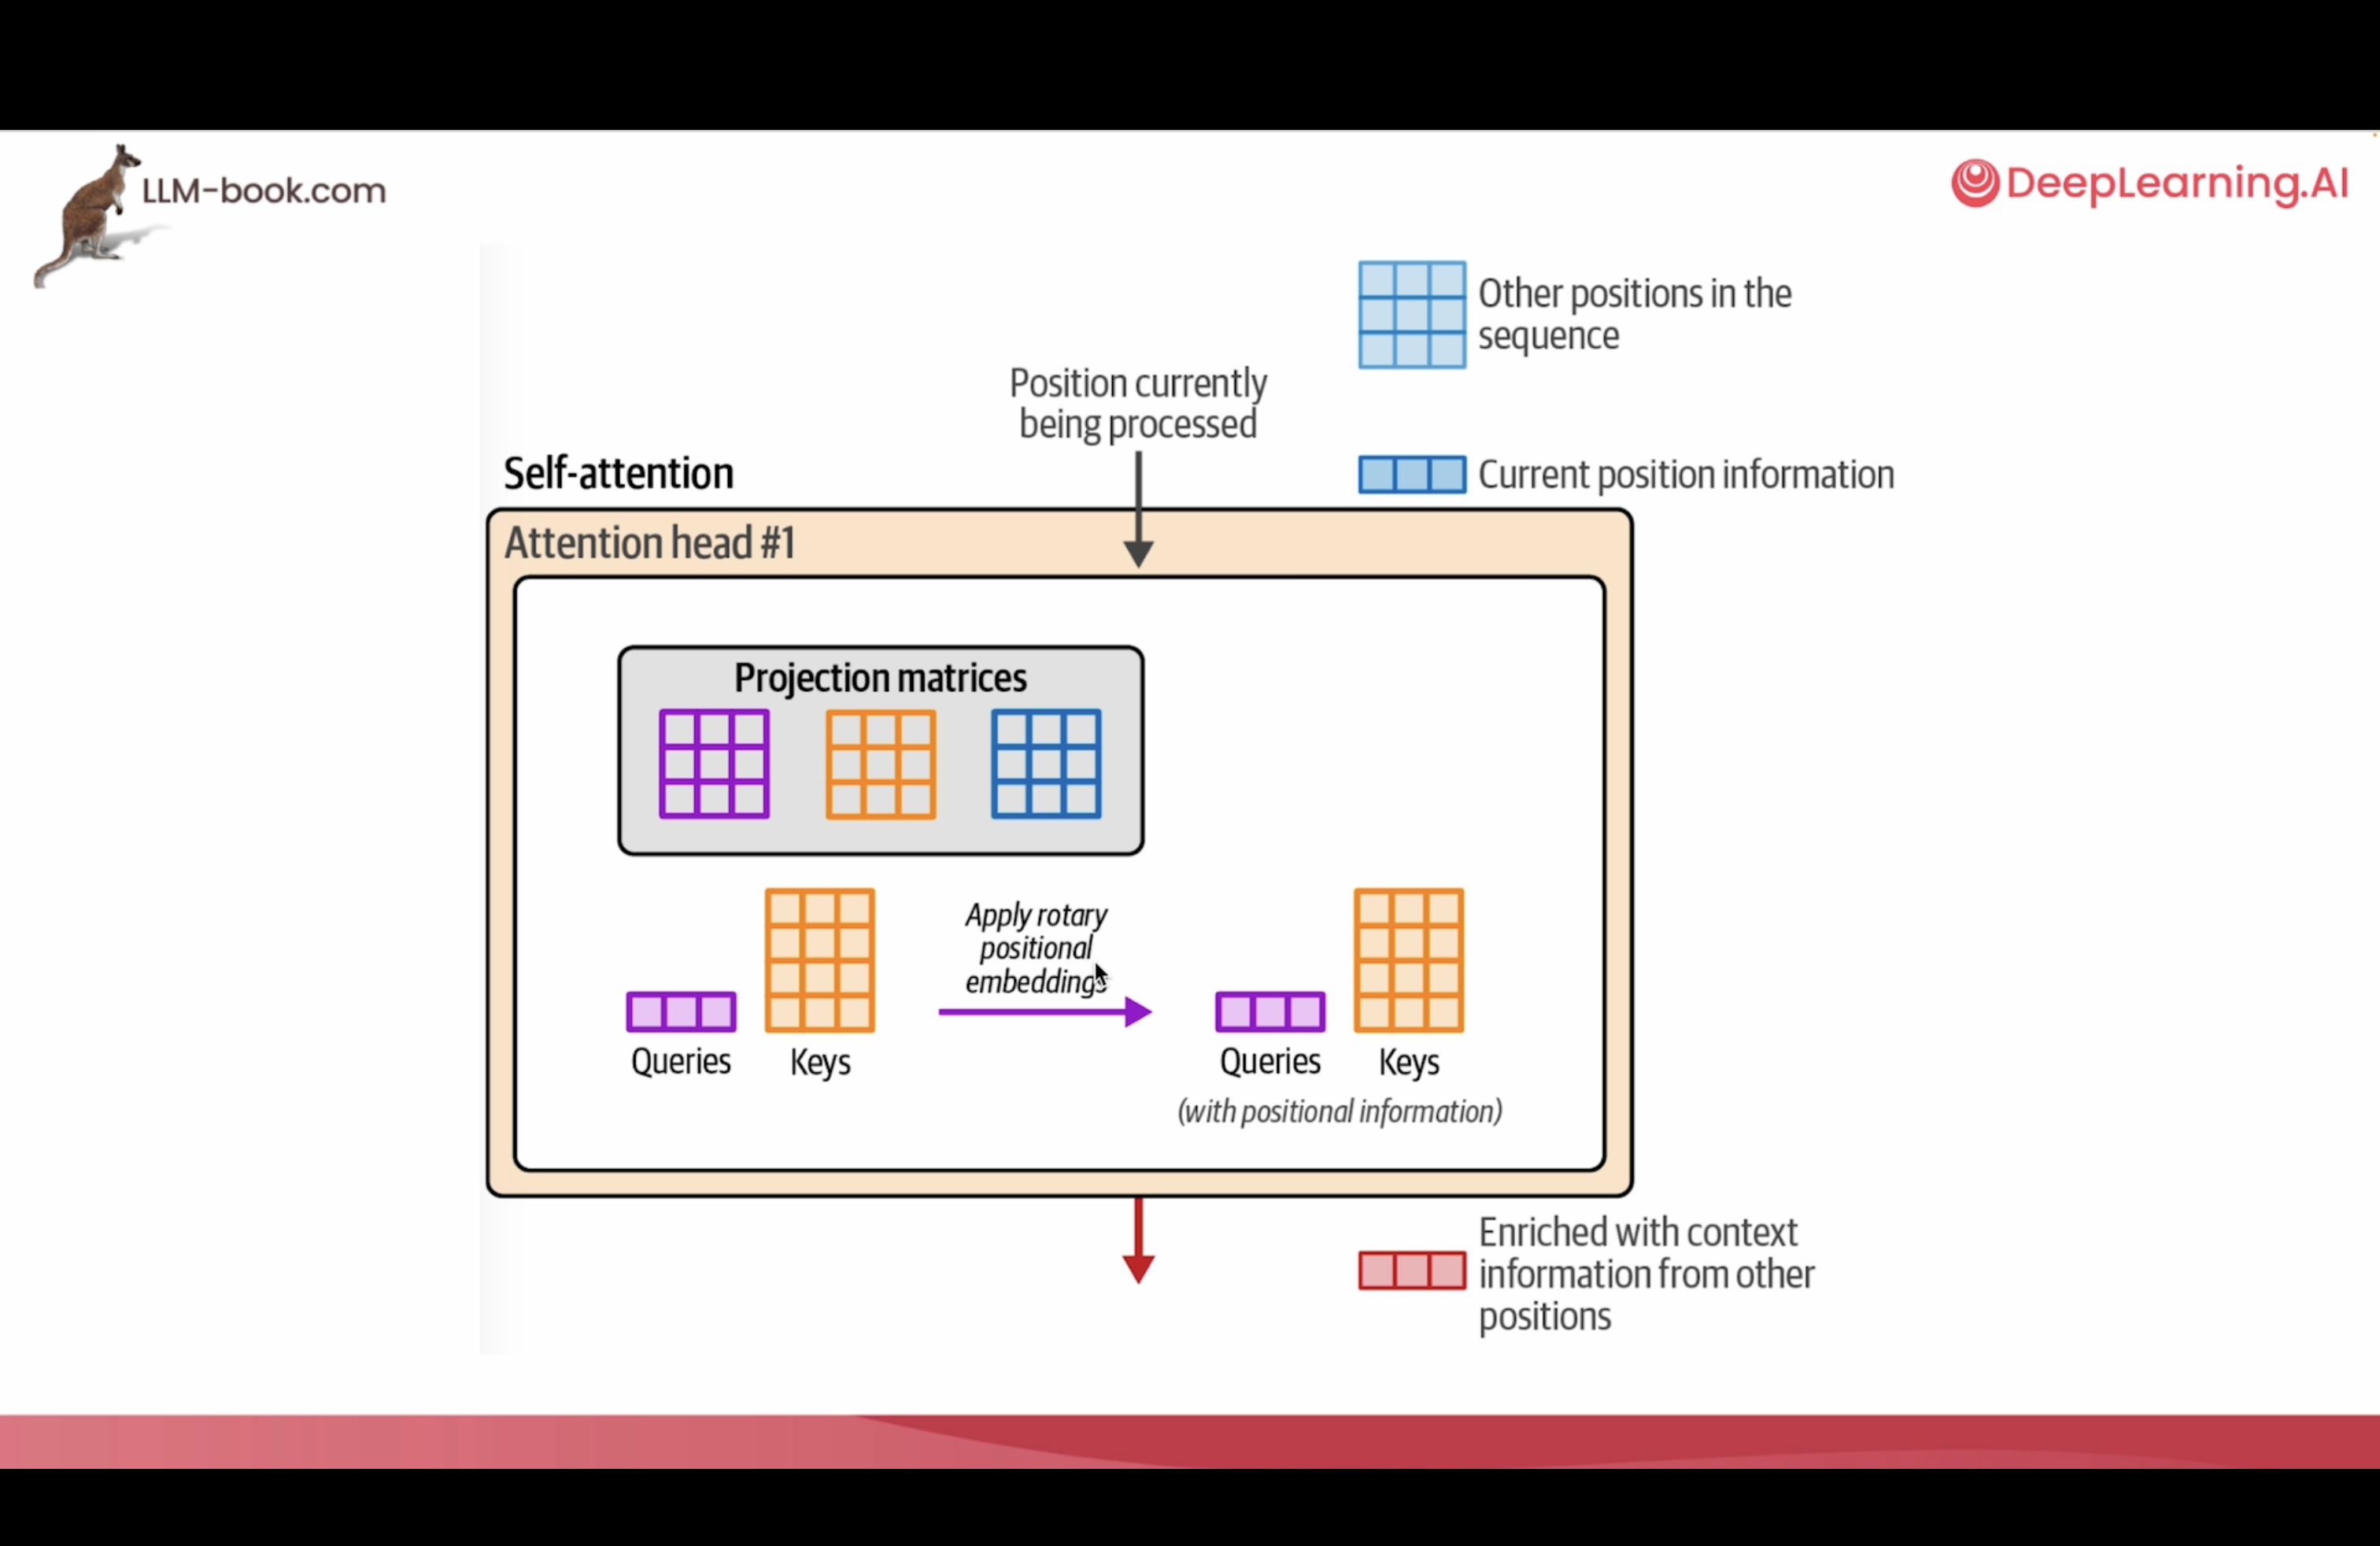 LLM-book.com
DeepLearning.AI
Other positions in the
sequence
Position currently
being processed
Self-attention
Current position information
Attention head #1
Projection matrices
Apply rotary
positional
embeddings
Queries
Keys
Queries
Keys
(with positional information)
Enriched with context
information from other
positions